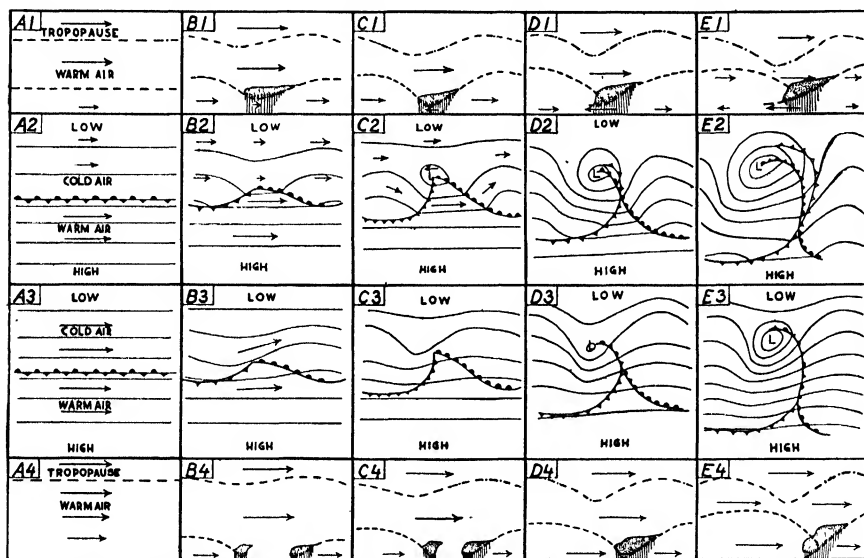 A1
TROPOPAUSE
WARM AIR
B1
C1
D1
E1
A2
LOW
COLD AIR
WARM AIR
HIGH
B2
LOW
HIGH
C2
LOW
L
HIGH
D2
LOW
L
HIGH
E2
L
HIGH
A3
LOW
COLD AIR
WARM AIR
HIGH
B3
LOW
HIGH
C3
LOW
HIGH
D3
LOW
L
HIGH
E3
LOW
L
HIGH
A4
TROPOPAUSE
WARM AIR
B4
C4
D4
E4